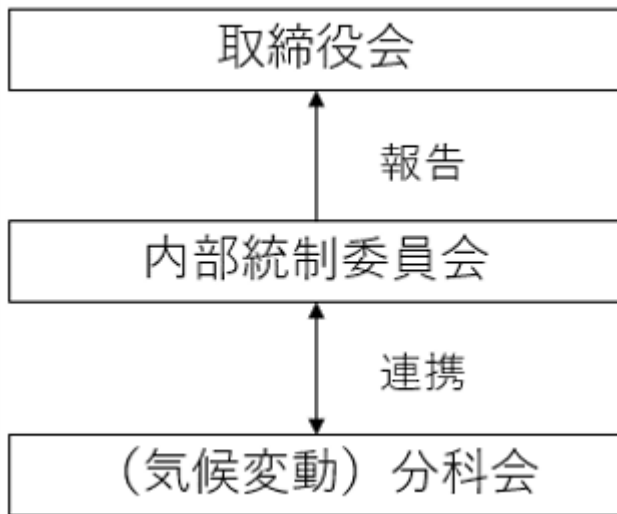 取締役会
報告
内部統制委員会
連携
（気候変動）分科会